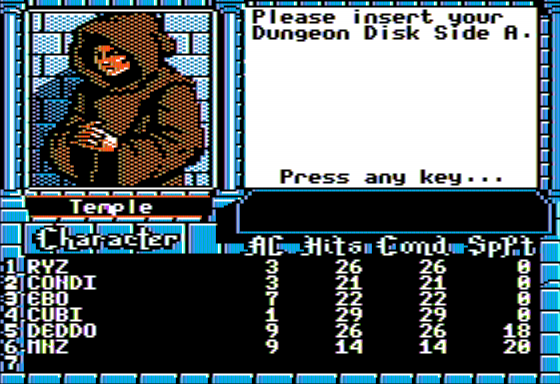 Please insert your
Dungeon Disk Side A.
Press any key...
Temple
Character AC Hits Cond SpPt
1 RYZ 3 26 26 0
2 CONDI 3 21 21 0
3 EBO 7 22 22 0
4 CUBI 1 29 29 0
5 DEDDO 9 26 26 18
6 MNZ 9 14 14 20
7